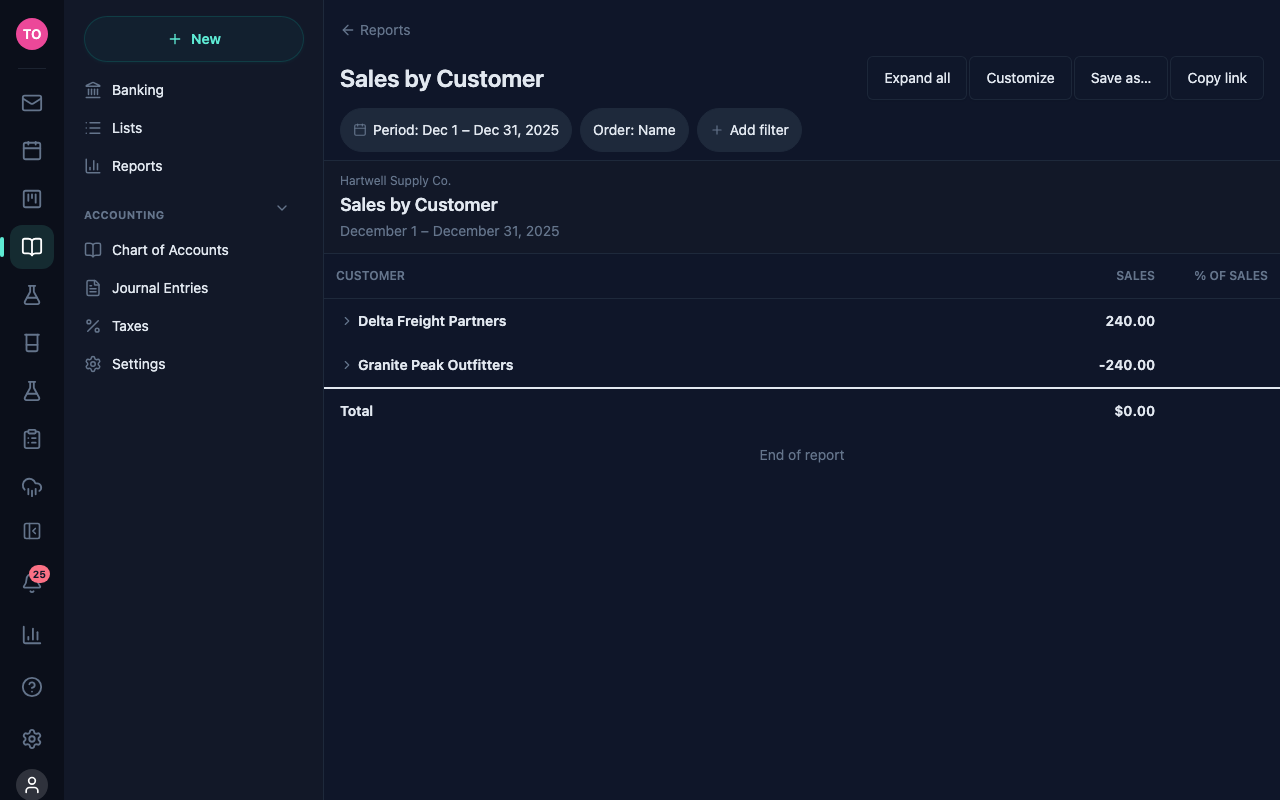 TO
+ New
Banking
Lists
Reports
ACCOUNTING
Chart of Accounts
Journal Entries
Taxes
Settings
25
← Reports
Sales by Customer
Expand all
Customize
Save as...
Copy link
Period: Dec 1 – Dec 31, 2025
Order: Name
+ Add filter
Hartwell Supply Co.
Sales by Customer
December 1 – December 31, 2025
CUSTOMER SALES % OF SALES
Delta Freight Partners 240.00
Granite Peak Outfitters -240.00
Total $0.00
End of report